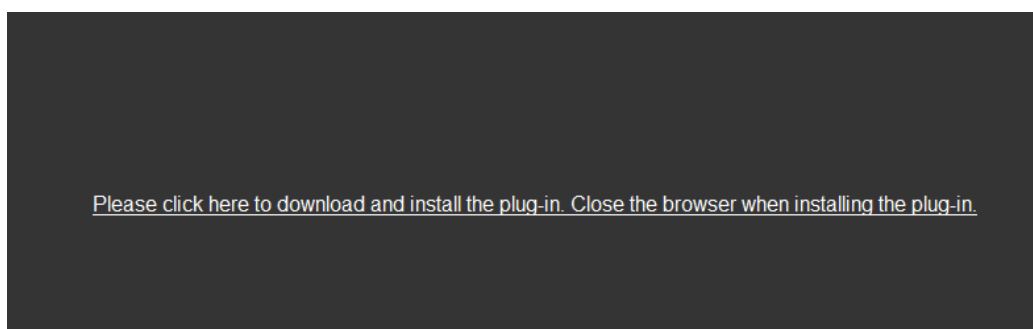 Please click here to download and install the plug-in. Close the browser when installing the plug-in.